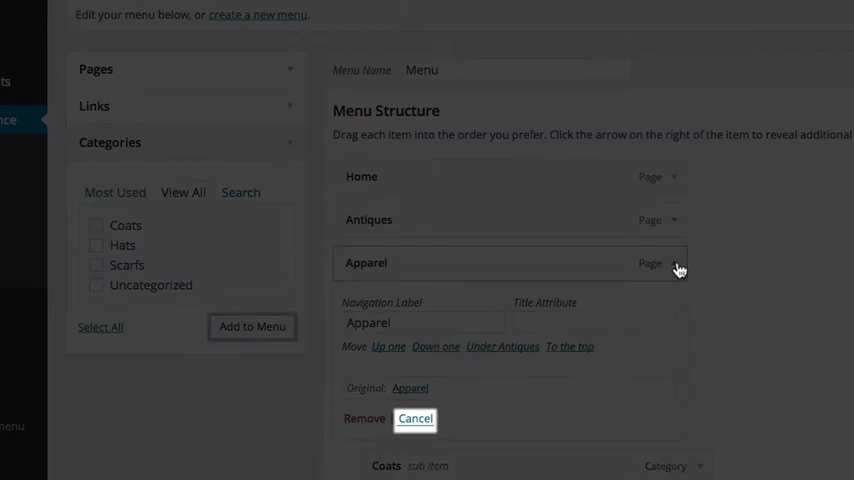 Edit your menu below, or create a new menu.
Pages
Links
Categories
Most Used View All Search
Coats
Hats
Scarfs
Uncategorized
Select All Add to Menu
ts
nce
menu
Menu Name Menu
Menu Structure
Drag each item into the order you prefer. Click the arrow on the right of the item to reveal additional
Home Page
Antiques Page
Apparel Page
Navigation Label Title Attribute
Apparel
Move Up one Down one Under Antiques To the top
Original: Apparel
Remove | Cancel
Coats sub item Category